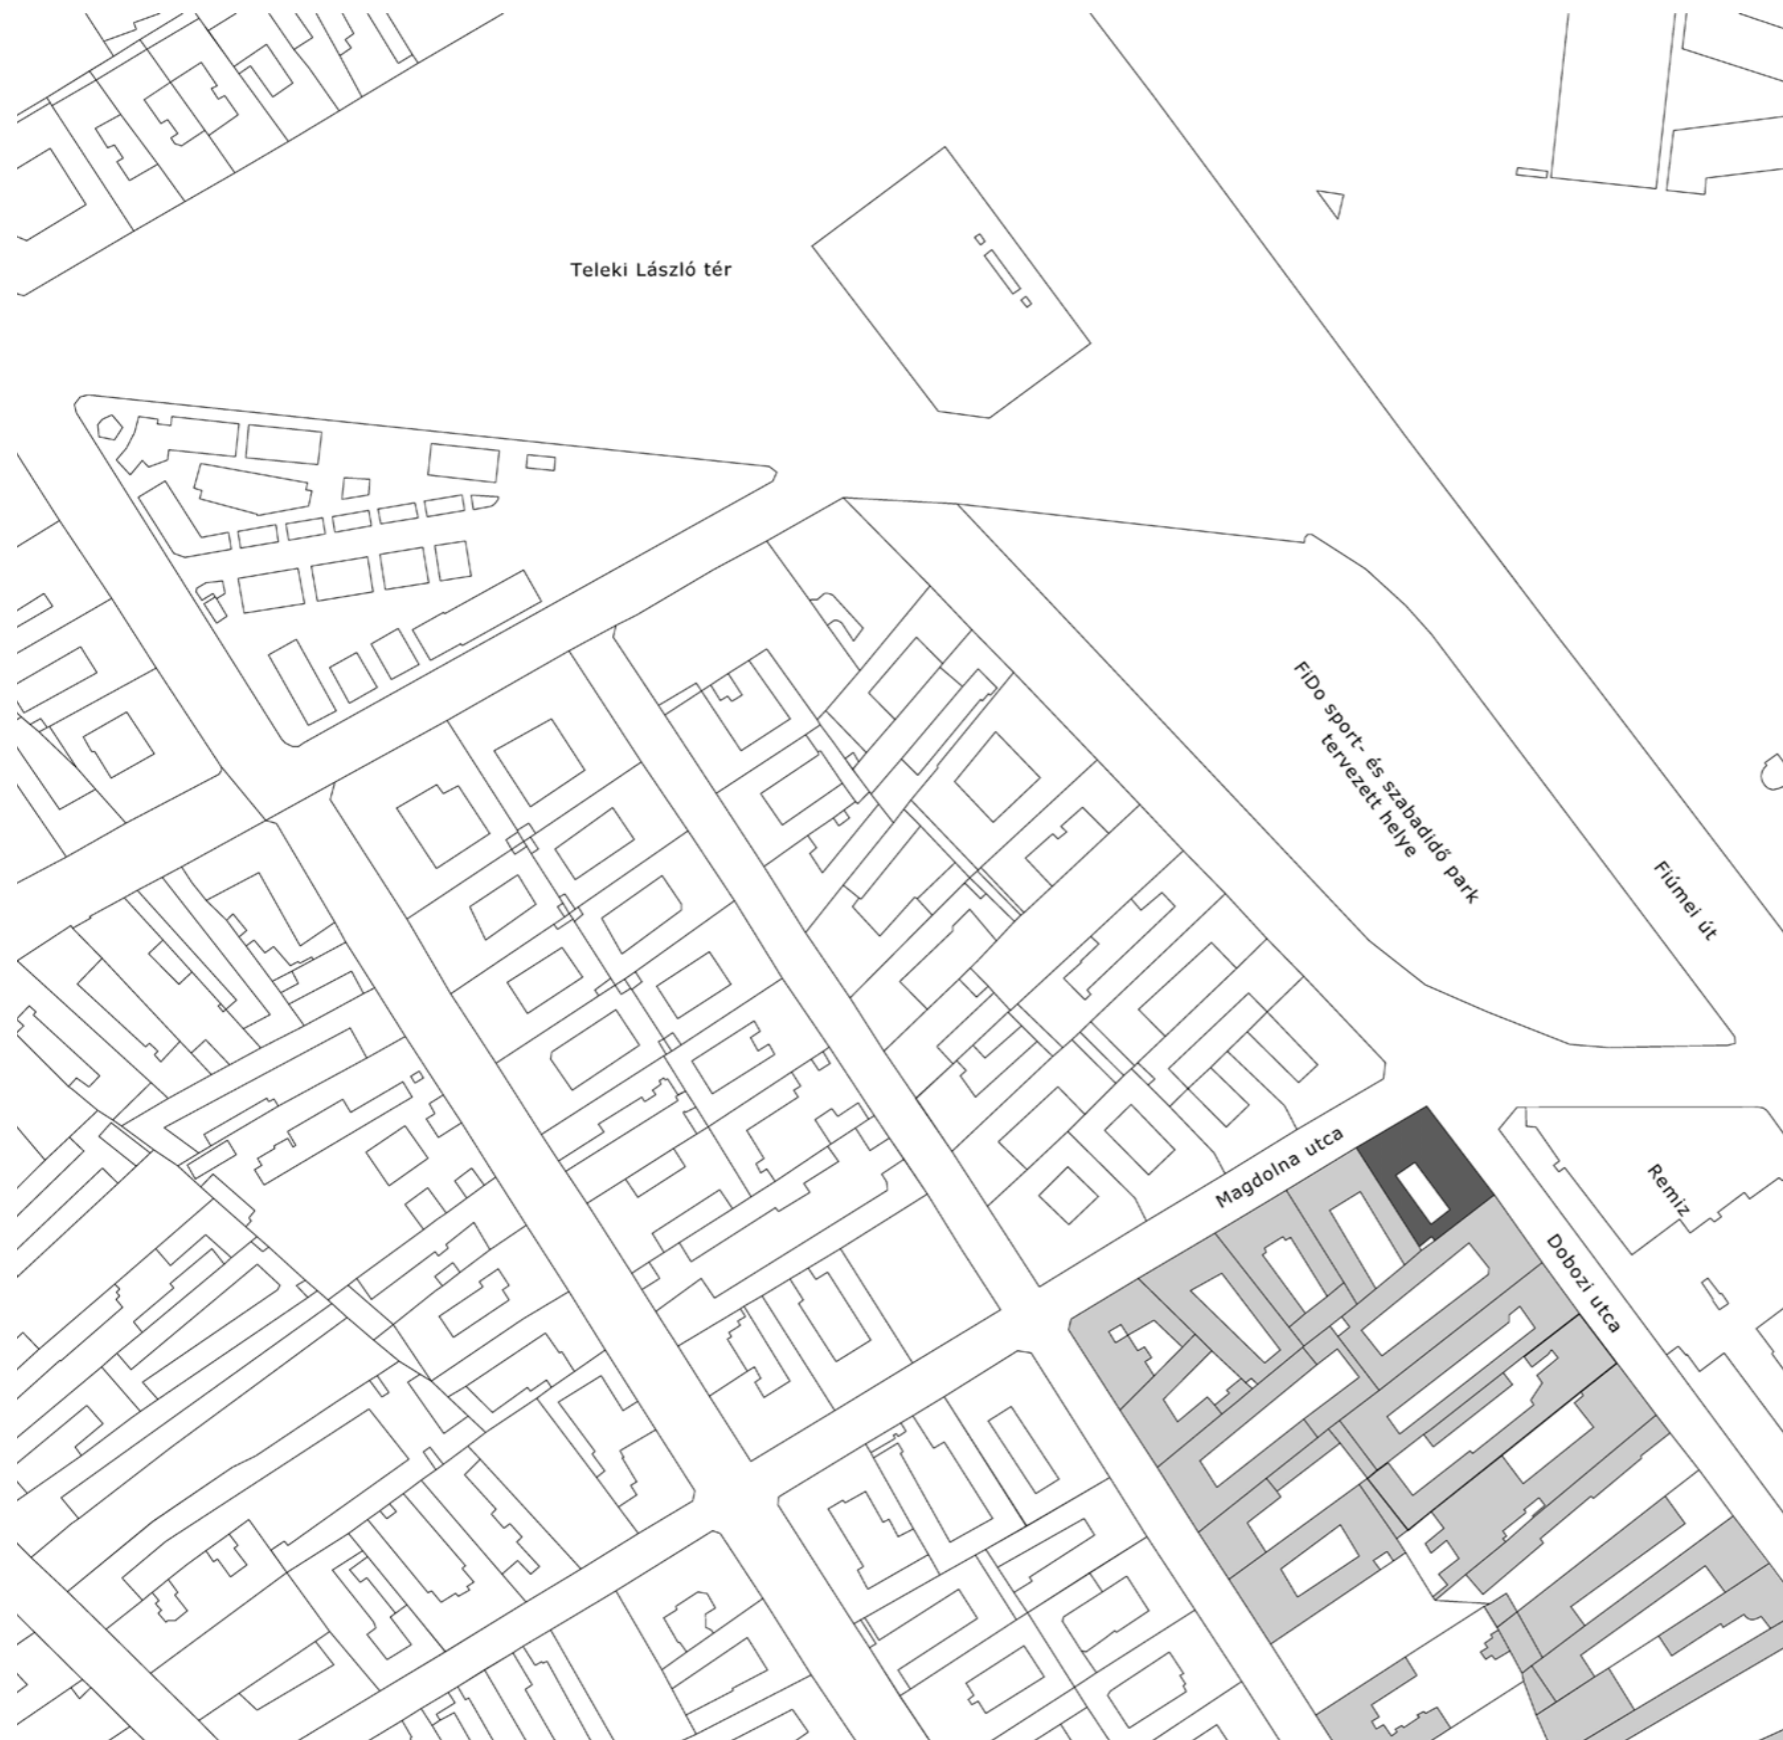 Teleki László tér
FiDo sport- és szabadidő park
tervezett helye
Fiúmei út
Magdolna utca
Remiz
Dobozi utca